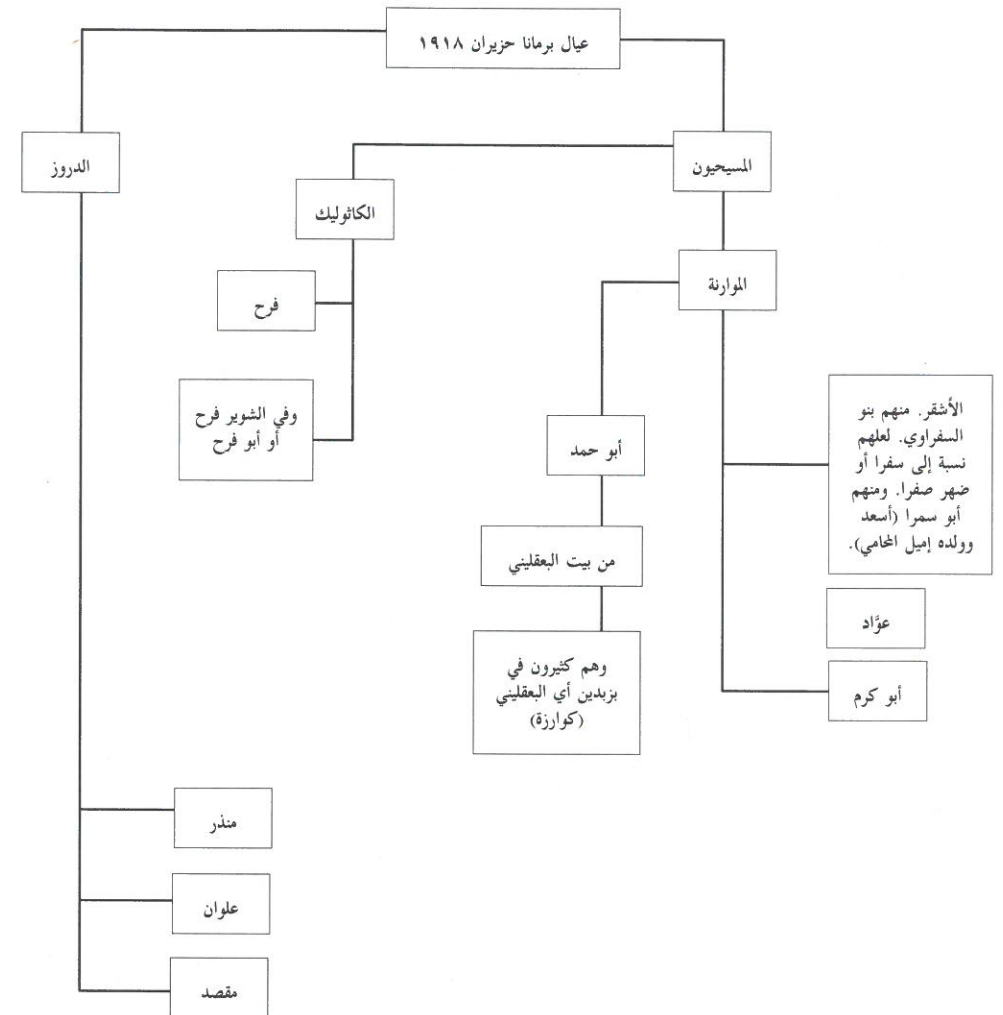 عيال برمانا حزيران ١٩١٨
المسيحيون
الدروز
الكاثوليك
الموارنة
فرح
وفي الشوير فرح
أو أبو فرح
الأشقر. منهم بنو
السفراوي. لعلهم
نسبة إلى سفرا أو
ضهر صفرا. ومنهم
أبو سمرا (أسعد
وولده إميل المحامي).
أبو حمد
من بيت البعقليني
وهم كثيرون في
بزبدين أي البعقليني
(كوارزة)
عوَّاد
أبو كرم
منذر
علوان
مقصد